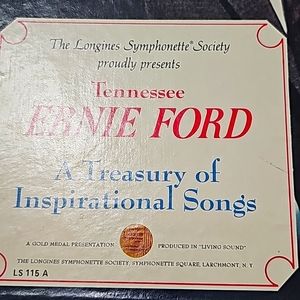 The Longines Symphonette® Society
proudly presents
Tennessee
ERNIE FORD
A Treasury of
Inspirational Songs
A GOLD MEDAL PRESENTATION PRODUCED IN "LIVING SOUND"
THE LONGINES SYMPHONETTE SOCIETY, SYMPHONETTE SQUARE, LARCHMONT, N.Y.
LS 115 A